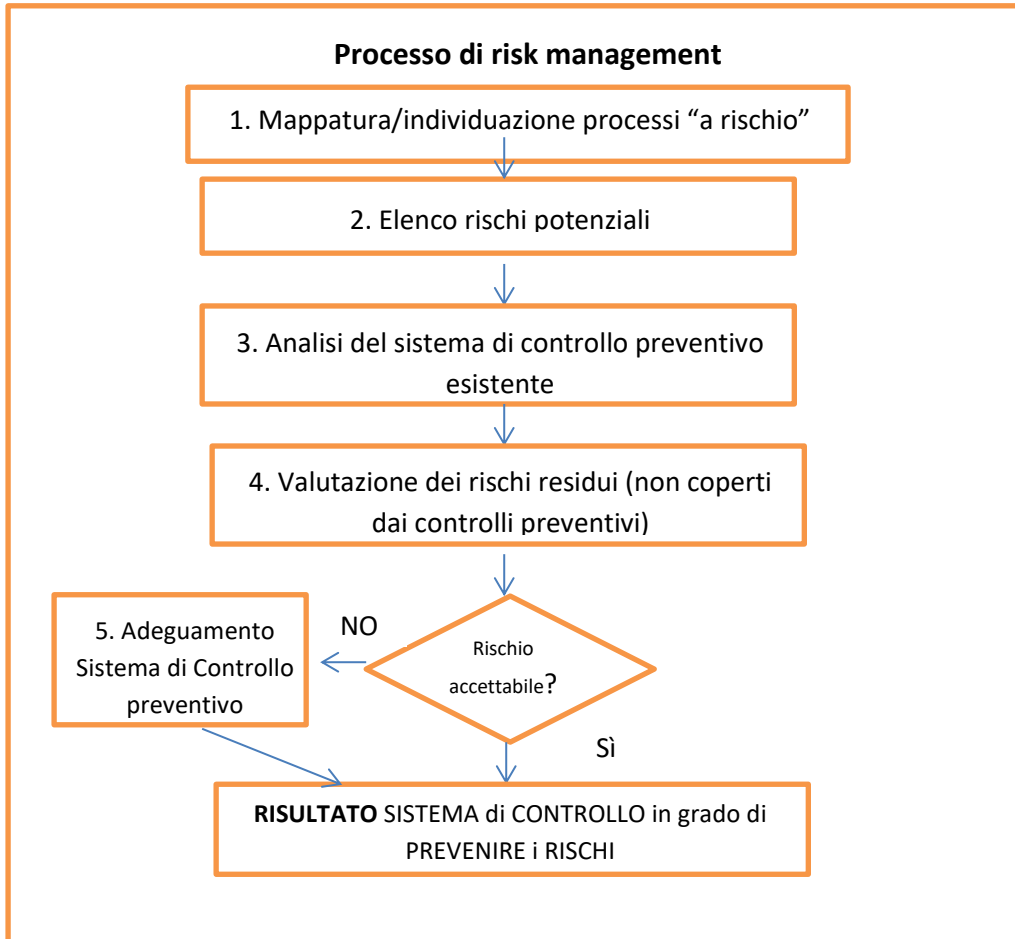 Processo di risk management
1. Mappatura/individuazione processi “a rischio”
2. Elenco rischi potenziali
3. Analisi del sistema di controllo preventivo
esistente
4. Valutazione dei rischi residui (non coperti
dai controlli preventivi)
5. Adeguamento
Sistema di Controllo
preventivo
NO
Rischio
accettabile?
Sì
RISULTATO SISTEMA di CONTROLLO in grado di
PREVENIRE i RISCHI